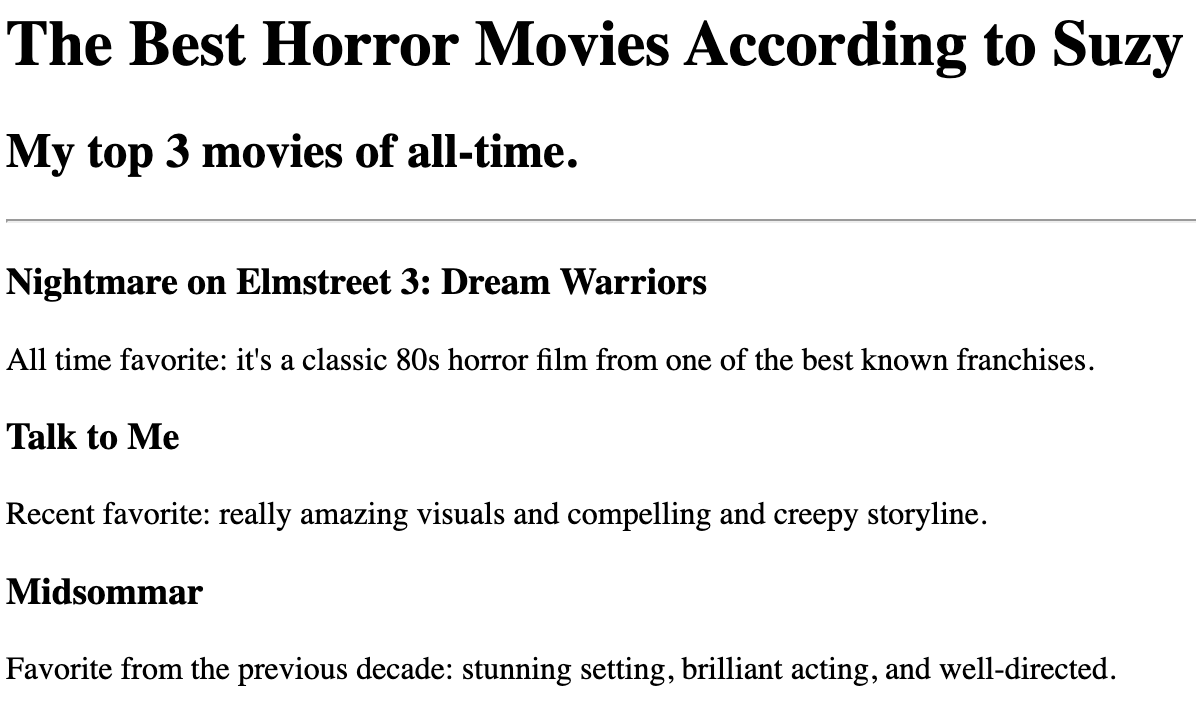 The Best Horror Movies According to Suzy
My top 3 movies of all-time.
Nightmare on Elmstreet 3: Dream Warriors
All time favorite: it's a classic 80s horror film from one of the best known franchises.
Talk to Me
Recent favorite: really amazing visuals and compelling and creepy storyline.
Midsommar
Favorite from the previous decade: stunning setting, brilliant acting, and well-directed.